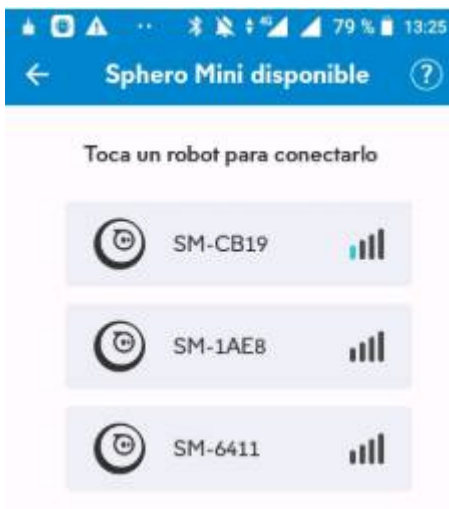 79 % 13:25
Sphero Mini disponible ?
Toca un robot para conectarlo
SM-CB19
SM-1AE8
SM-6411